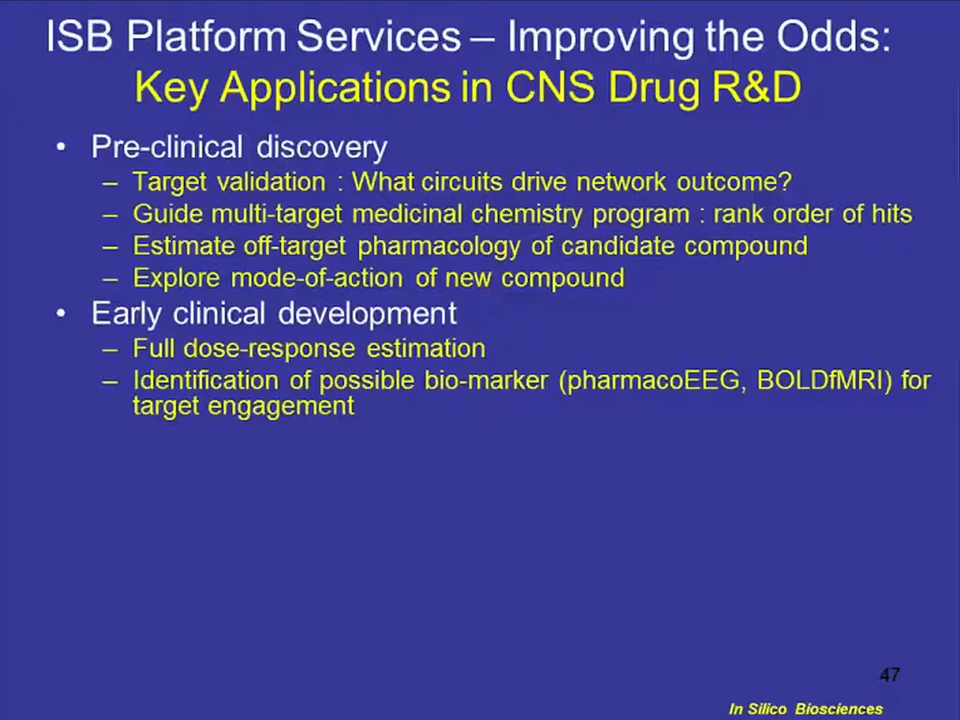 ISB Platform Services – Improving the Odds:
Key Applications in CNS Drug R&D
• Pre-clinical discovery
– Target validation : What circuits drive network outcome?
– Guide multi-target medicinal chemistry program : rank order of hits
– Estimate off-target pharmacology of candidate compound
– Explore mode-of-action of new compound
• Early clinical development
– Full dose-response estimation
– Identification of possible bio-marker (pharmacoEEG, BOLDfMRI) for
target engagement
47
In Silico Biosciences